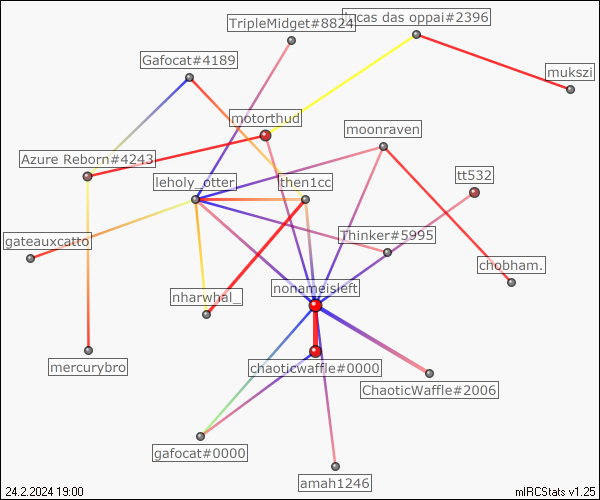 TripleMidget#8824
lucas das oppai#2396
Gafocat#4189
mukszi
motorthud
moonraven
Azure Reborn#4243
leholy_otter
then1cc
tt532
gateauxcatto
Thinker#5995
chobham.
nonameisleft
nharwhal_
mercurybro
chaoticwaffle#0000
ChaoticWaffle#2006
gafocat#0000
amah1246
24.2.2024 19:00
mIRCStats v1.25